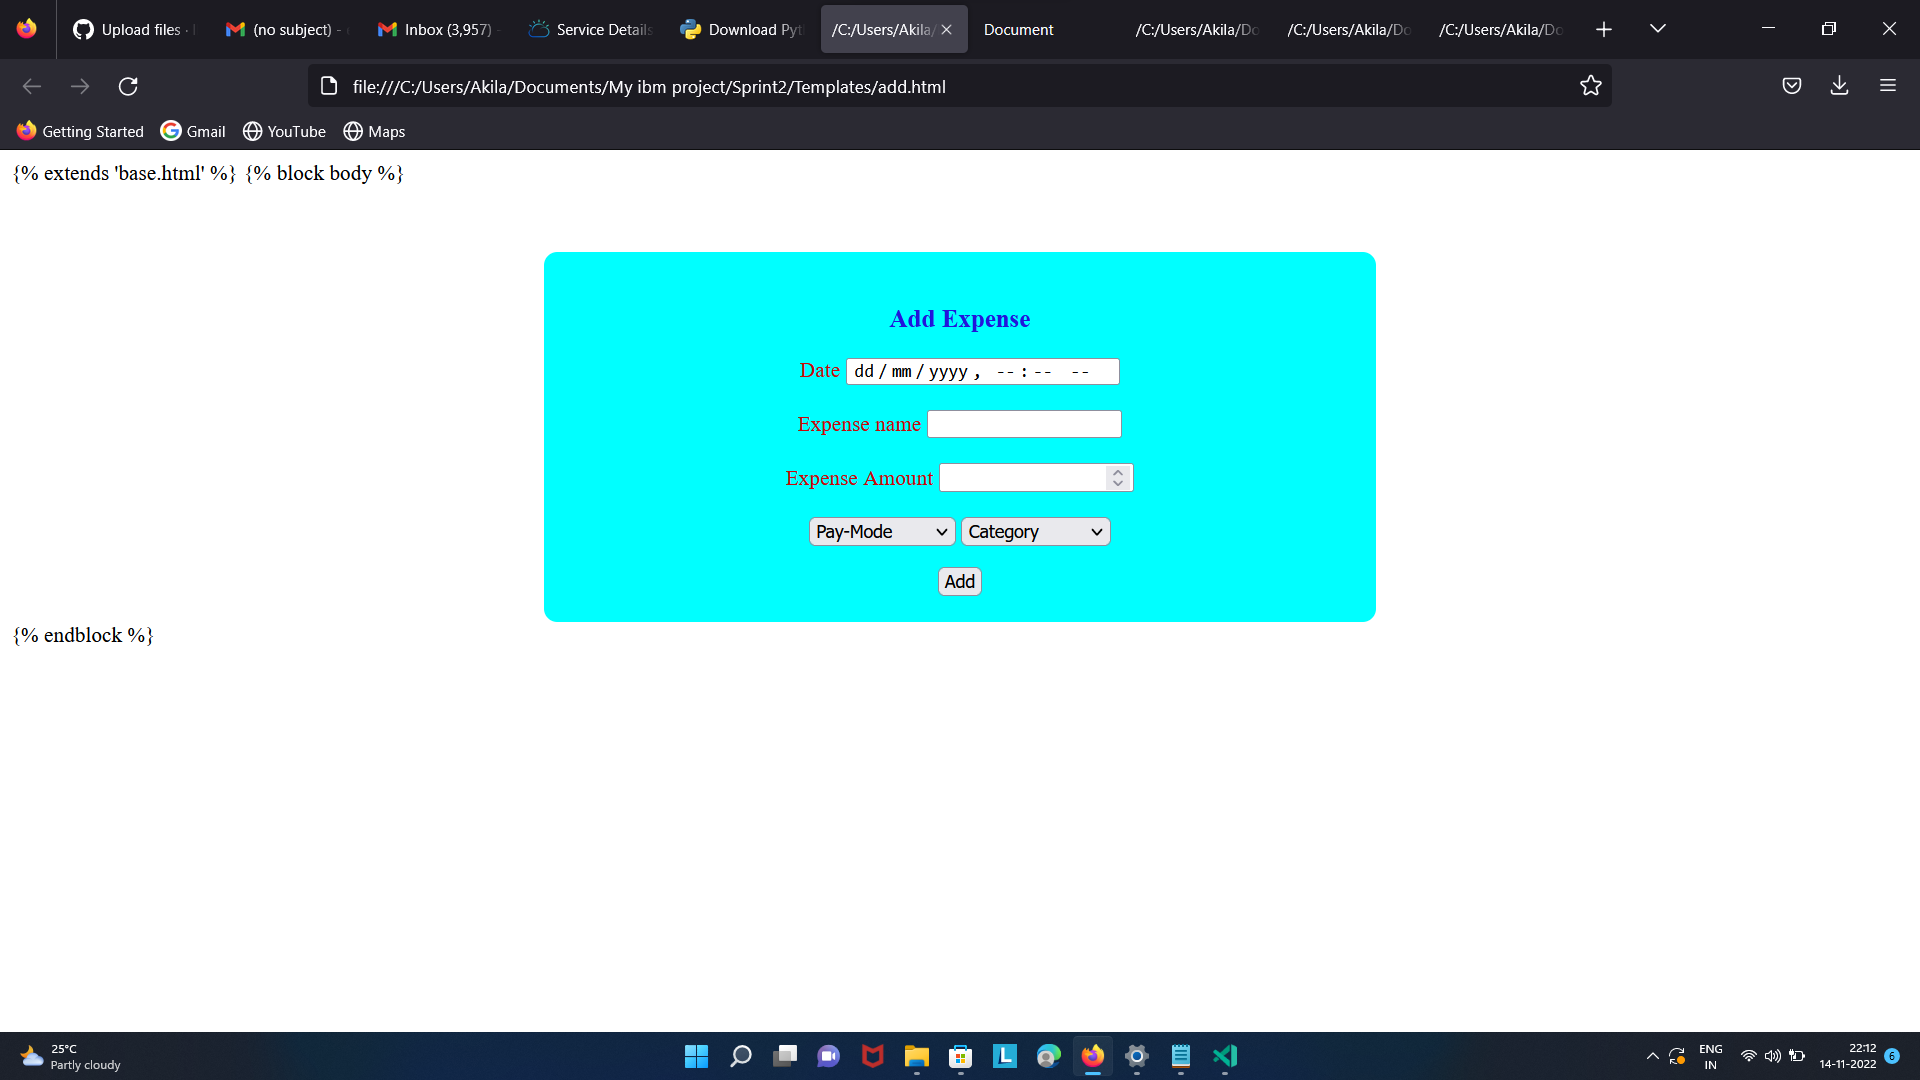 Upload files ·
(no subject) -
Inbox (3,957)
Service Details
Download Pyt
/C:/Users/Akila/
Document
/C:/Users/Akila/Do
/C:/Users/Akila/Do
/C:/Users/Akila/Do
file:///C:/Users/Akila/Documents/My ibm project/Sprint2/Templates/add.html
Getting Started
Gmail
YouTube
Maps
{% extends 'base.html' %} {% block body %}
Add Expense
Date dd/mm/yyyy, --:-- --
Expense name
Expense Amount
Pay-Mode Category
Add
{% endblock %}
25°C
Partly cloudy
L
ENG
IN
22:12
14-11-2022
6